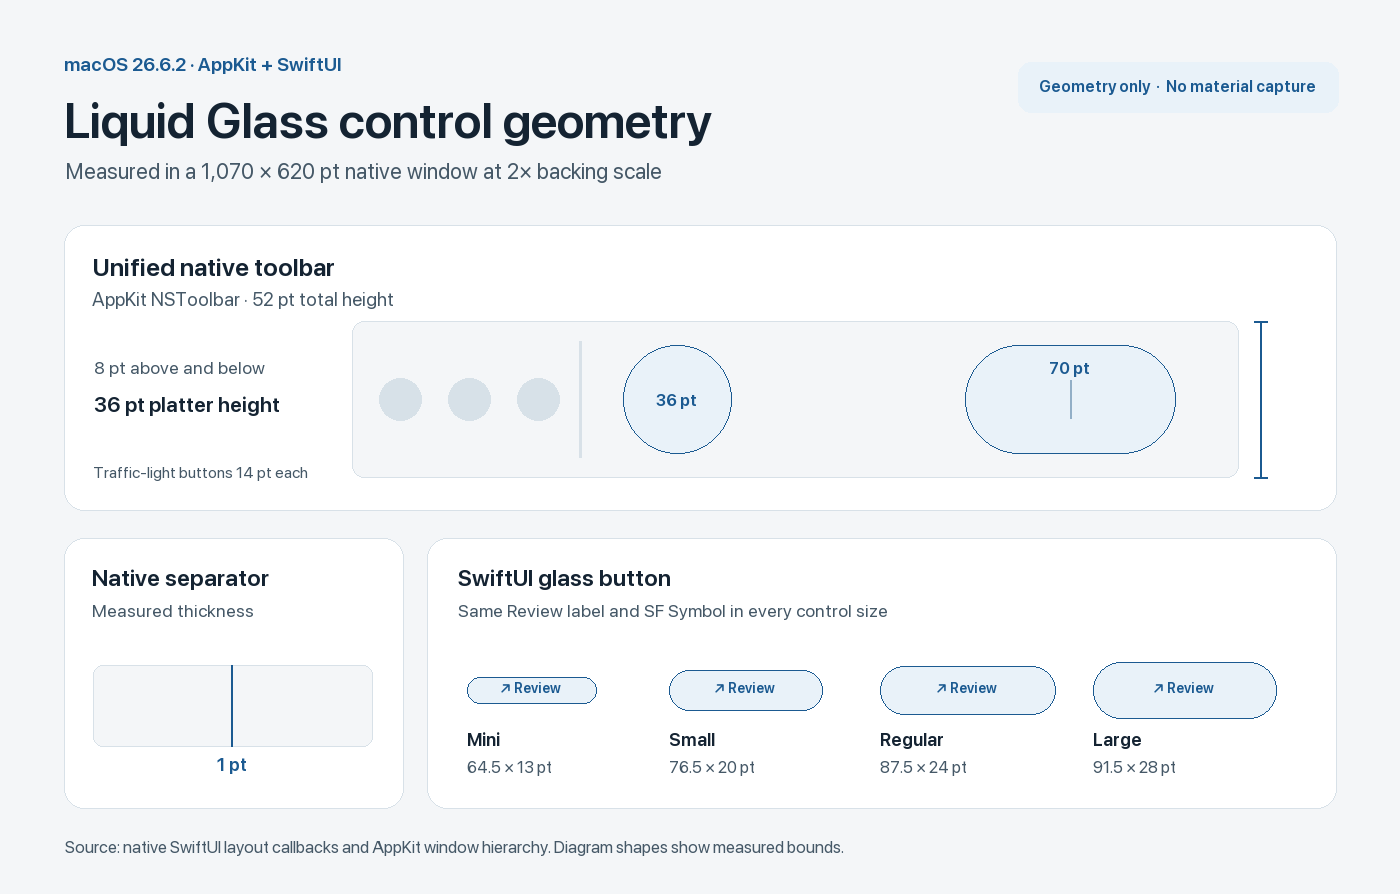 macOS 26.6.2 · AppKit + SwiftUI
Geometry only · No material capture
Liquid Glass control geometry
Measured in a 1,070 × 620 pt native window at 2× backing scale
Unified native toolbar
AppKit NSToolbar · 52 pt total height
8 pt above and below
36 pt platter height
Traffic-light buttons 14 pt each
36 pt
70 pt
Native separator
Measured thickness
1 pt
SwiftUI glass button
Same Review label and SF Symbol in every control size
↗ Review
↗ Review
↗ Review
↗ Review
Mini
Small
Regular
Large
64.5 × 13 pt
76.5 × 20 pt
87.5 × 24 pt
91.5 × 28 pt
Source: native SwiftUI layout callbacks and AppKit window hierarchy. Diagram shapes show measured bounds.